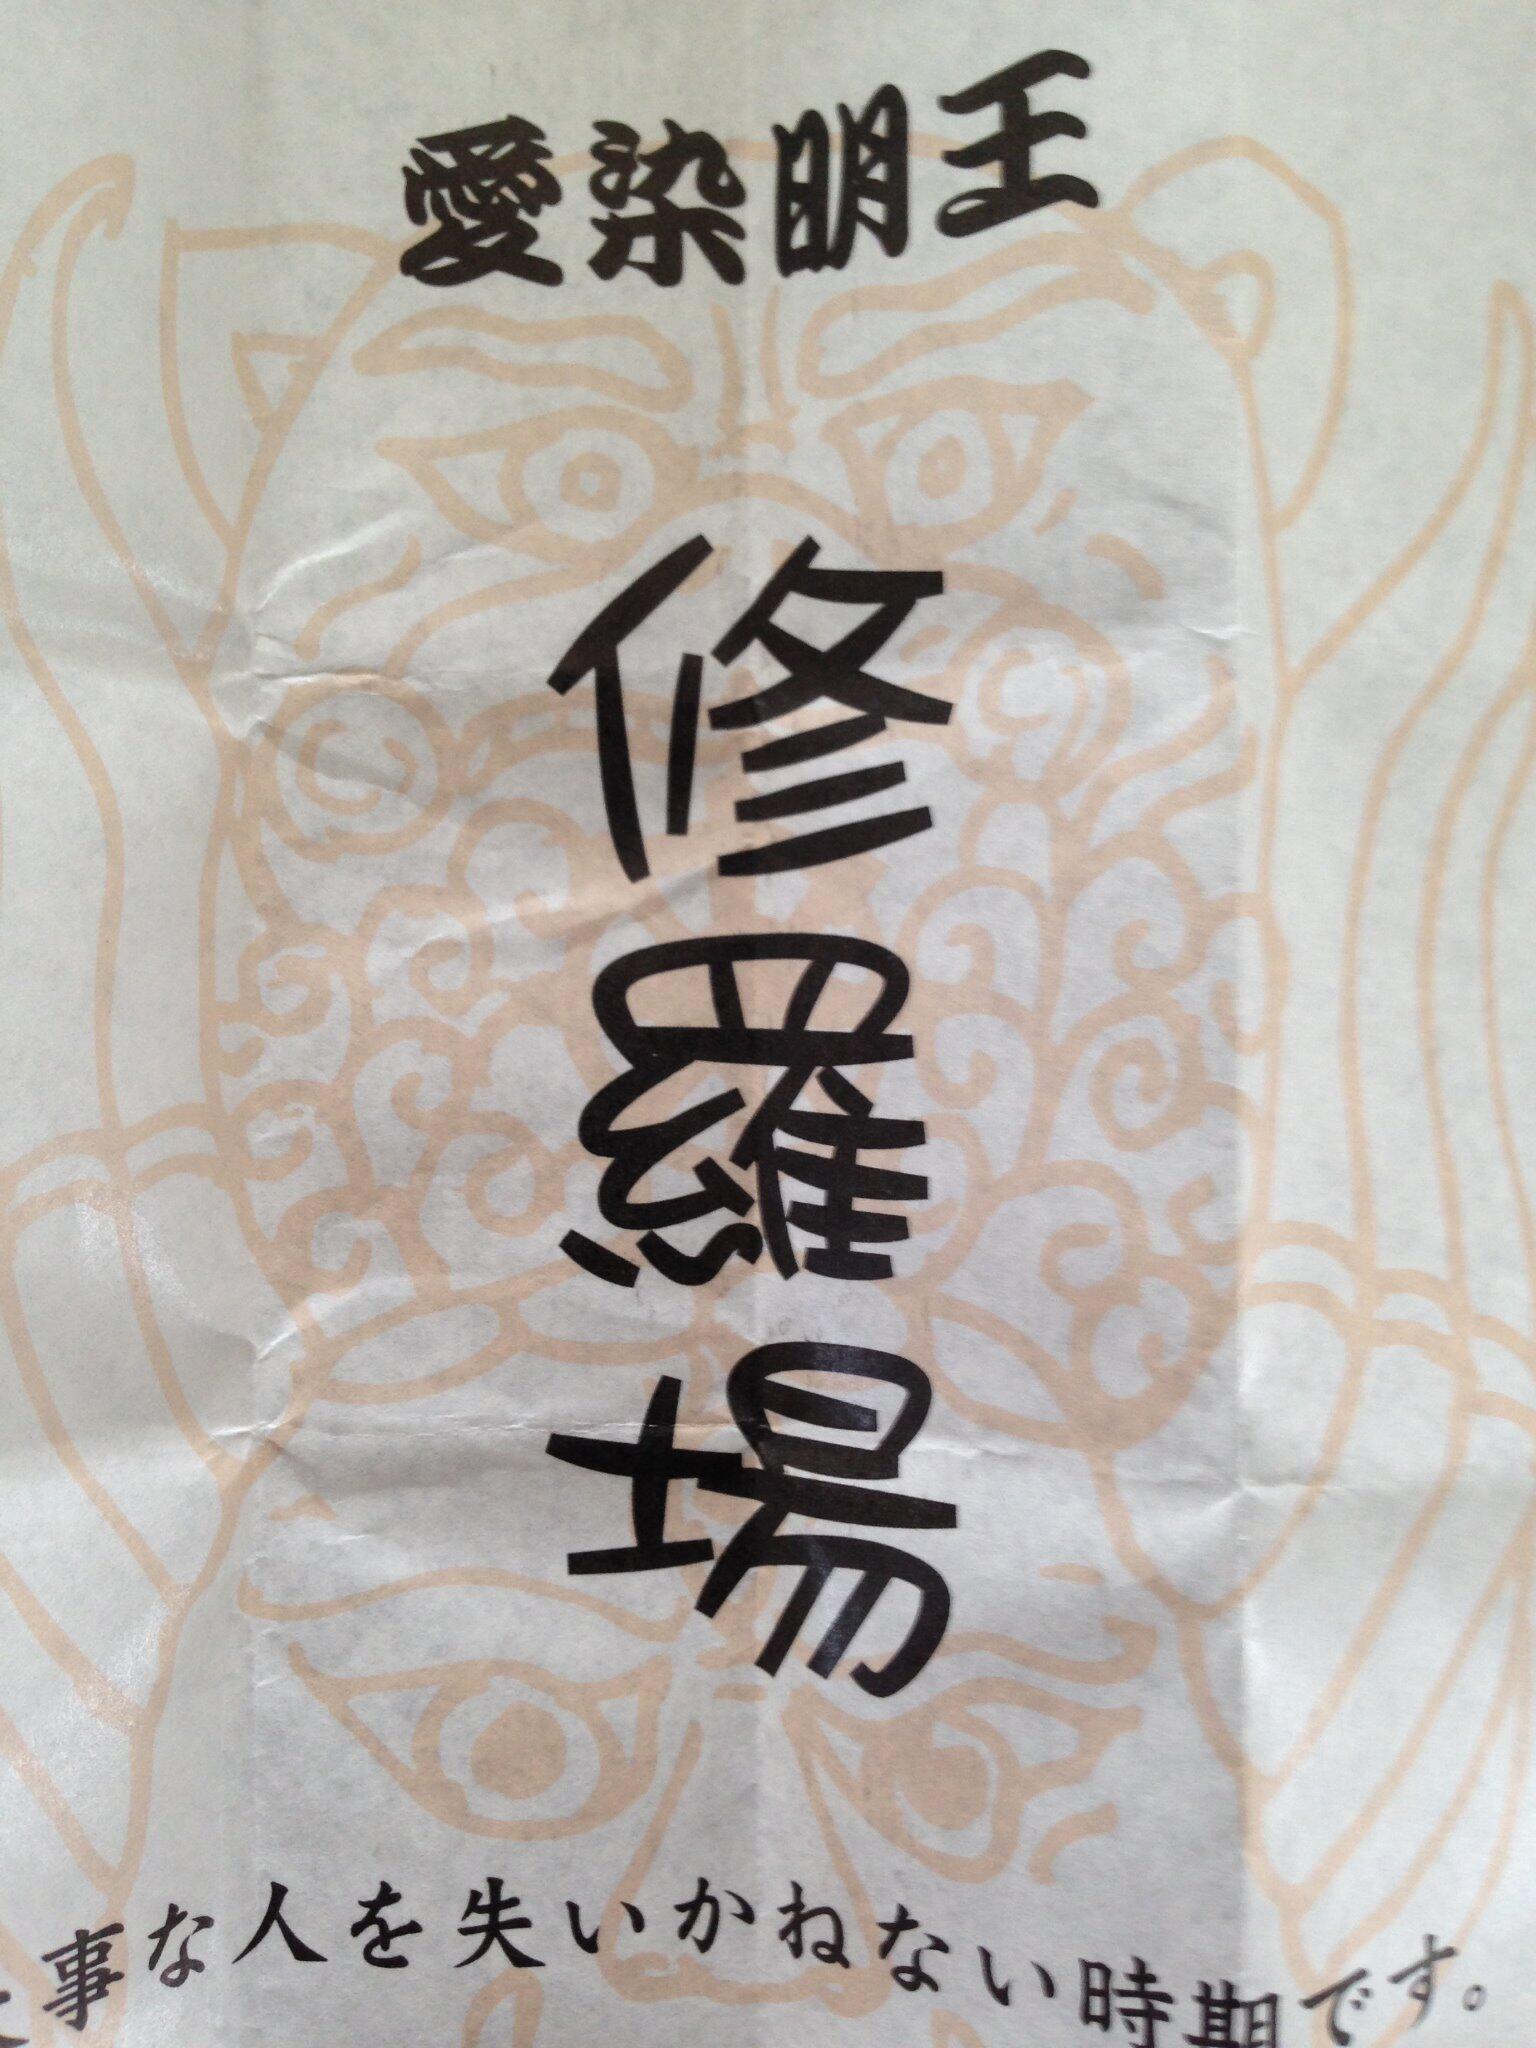 愛染明王
修羅場
事な人を失いかねない時期です。